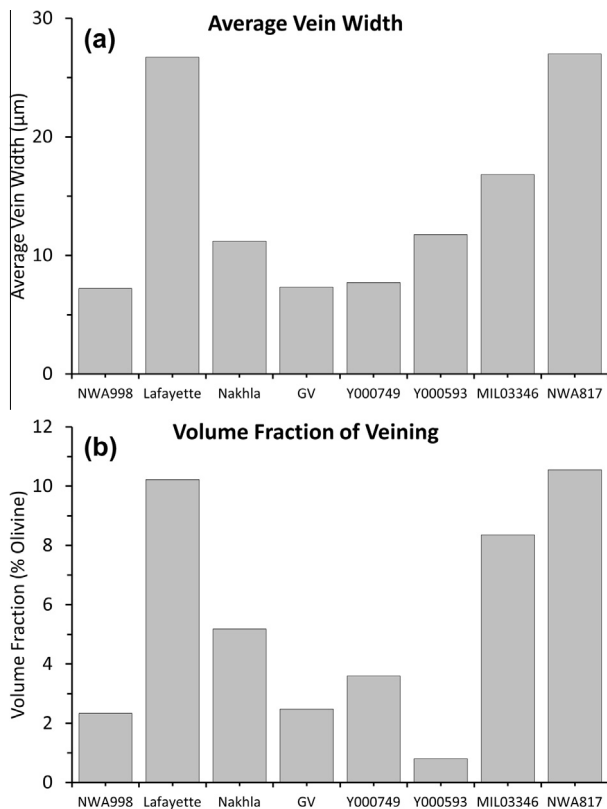 (a) Average Vein Width
Average Vein Width (µm)
30
20
10
0
NWA998 Lafayette Nakhla GV Y000749 Y000593 MIL03346 NWA817
(b) Volume Fraction of Veining
Volume Fraction (% Olivine)
12
10
8
6
4
2
0
NWA998 Lafayette Nakhla GV Y000749 Y000593 MIL03346 NWA817